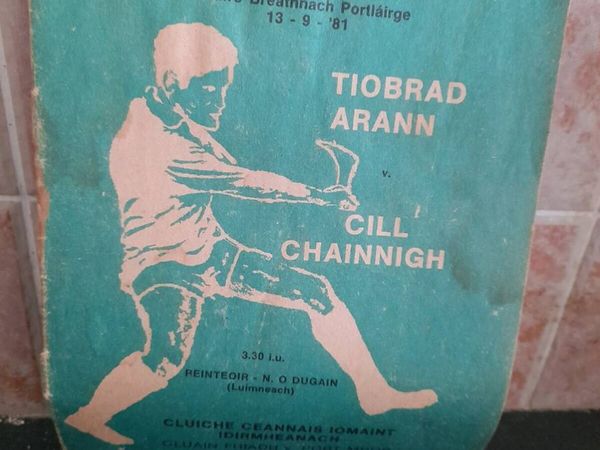 Breathnach Portláirge
13 - 9 - '81
TIOBRAD
ARANN
v.
CILL
CHAINNIGH
3.30 i.u.
REINTEOIR - N. O DUGAIN
(Luimneach)
CLUICHE CEANNAIS IOMAINT
IDIRMHEANACH